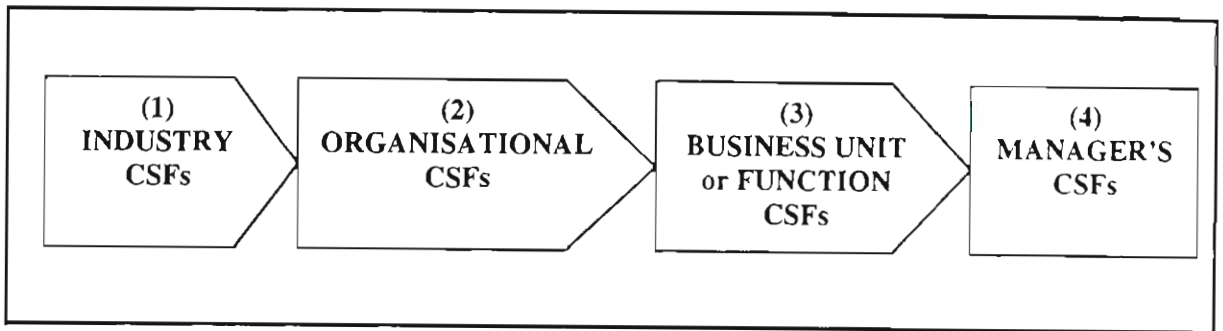 (1)
INDUSTRY
CSFs
(2)
ORGANISATIONAL
CSFs
(3)
BUSINESS UNIT
or FUNCTION
CSFs
(4)
MANAGER'S
CSFs